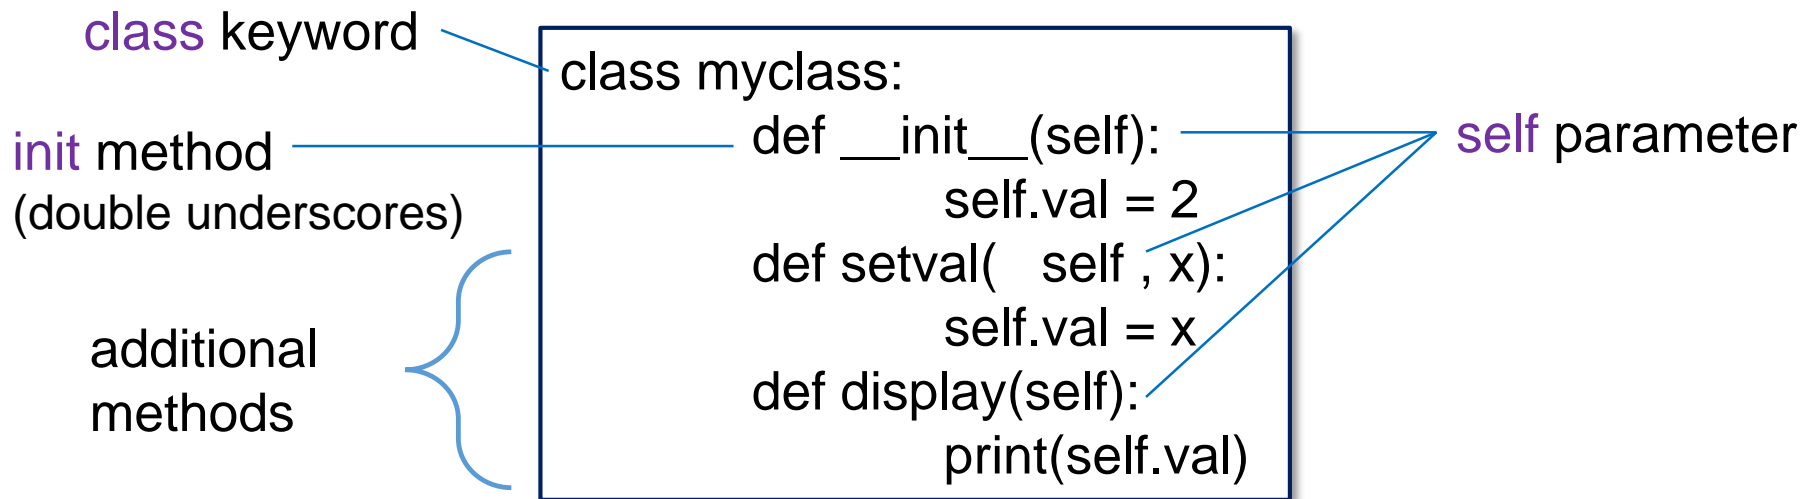 class keyword
init method
(double underscores)
additional
methods
class myclass:
def __init__(self):
self.val = 2
def setval( self , x):
self.val = x
def display(self):
print(self.val)
self parameter